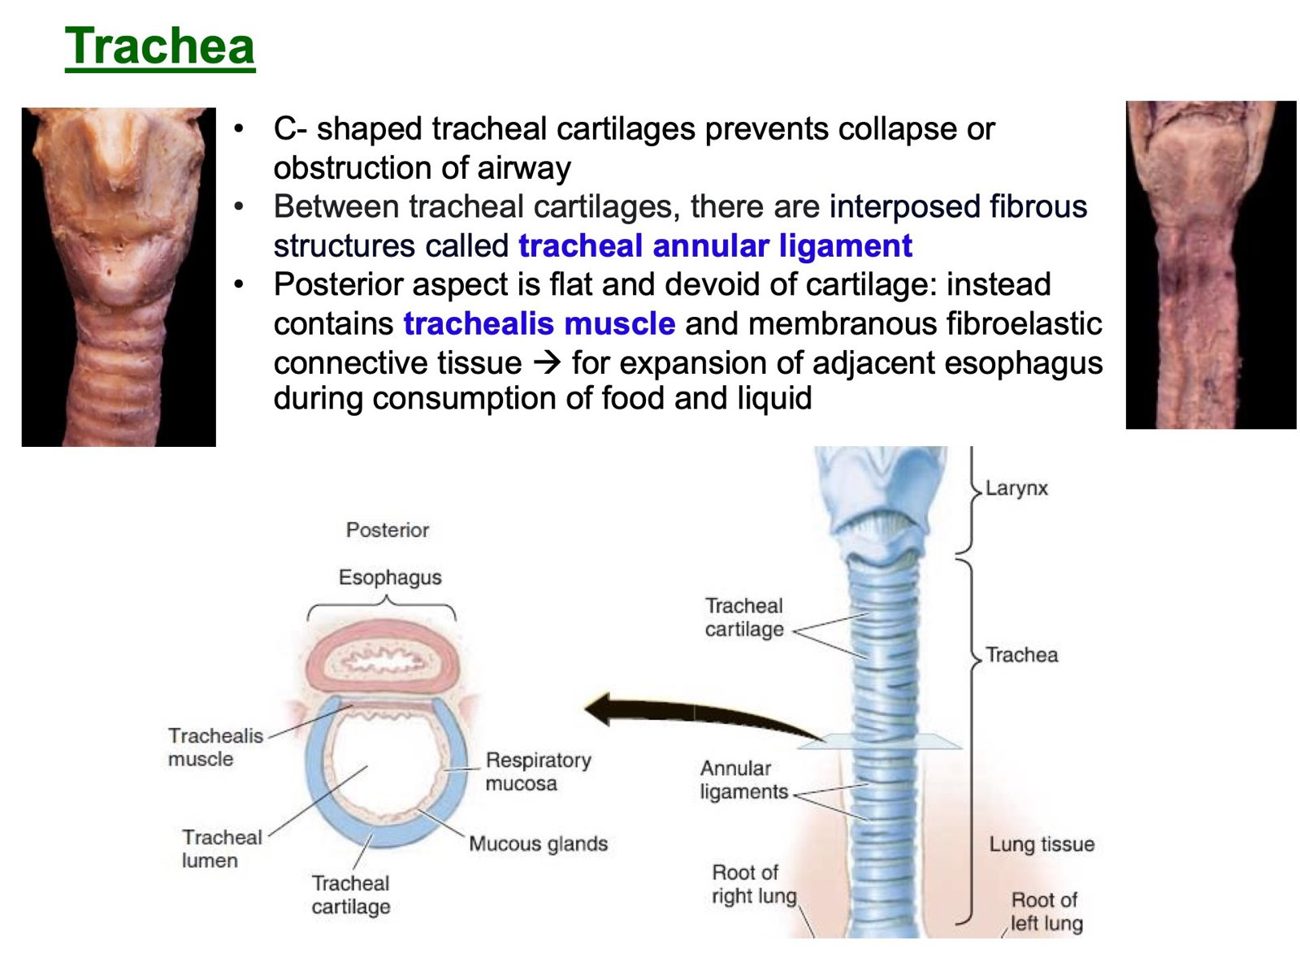 Trachea
• C- shaped tracheal cartilages prevents collapse or
obstruction of airway
• Between tracheal cartilages, there are interposed fibrous
structures called tracheal annular ligament
• Posterior aspect is flat and devoid of cartilage: instead
contains trachealis muscle and membranous fibroelastic
connective tissue → for expansion of adjacent esophagus
during consumption of food and liquid
Posterior
Esophagus
Trachealis
muscle
Tracheal
lumen
Tracheal
cartilage
Respiratory
mucosa
Mucous glands
Larynx
Tracheal
cartilage
Trachea
Annular
ligaments
Lung tissue
Root of
right lung
Root of
left lung